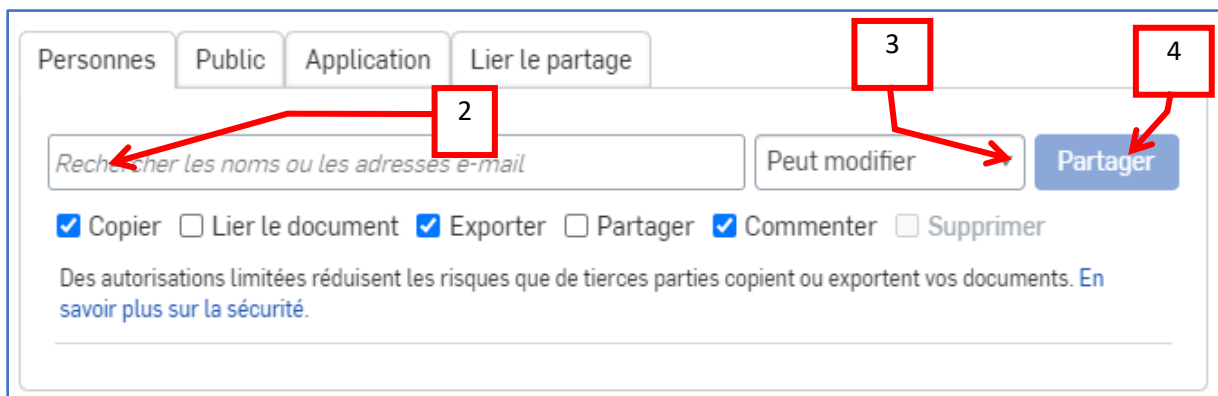 Personnes Public Application Lier le partage
3
4
2
Rechercher les noms ou les adresses e-mail Peut modifier Partager
Copier Lier le document Exporter Partager Commenter Supprimer
Des autorisations limitées réduisent les risques que de tierces parties copient ou exportent vos documents. En
savoir plus sur la sécurité.